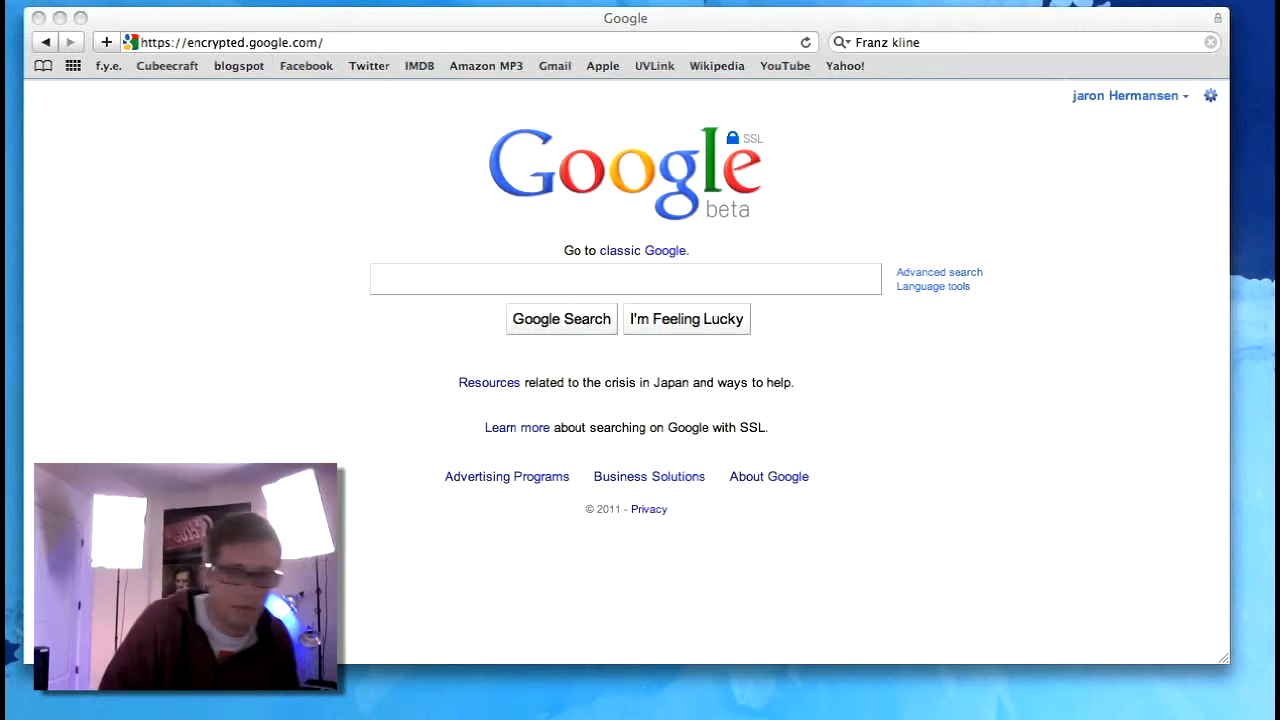 Google
https://encrypted.google.com/
Franz kline
f.y.e. Cubeecraft blogspot Facebook Twitter IMDB Amazon MP3 Gmail Apple UVLink Wikipedia YouTube Yahoo!
jaron Hermansen
Google
SSL
beta
Go to classic Google.
Advanced search
Language tools
Google Search
I'm Feeling Lucky
Resources related to the crisis in Japan and ways to help.
Learn more about searching on Google with SSL.
Advertising Programs Business Solutions About Google
© 2011 - Privacy